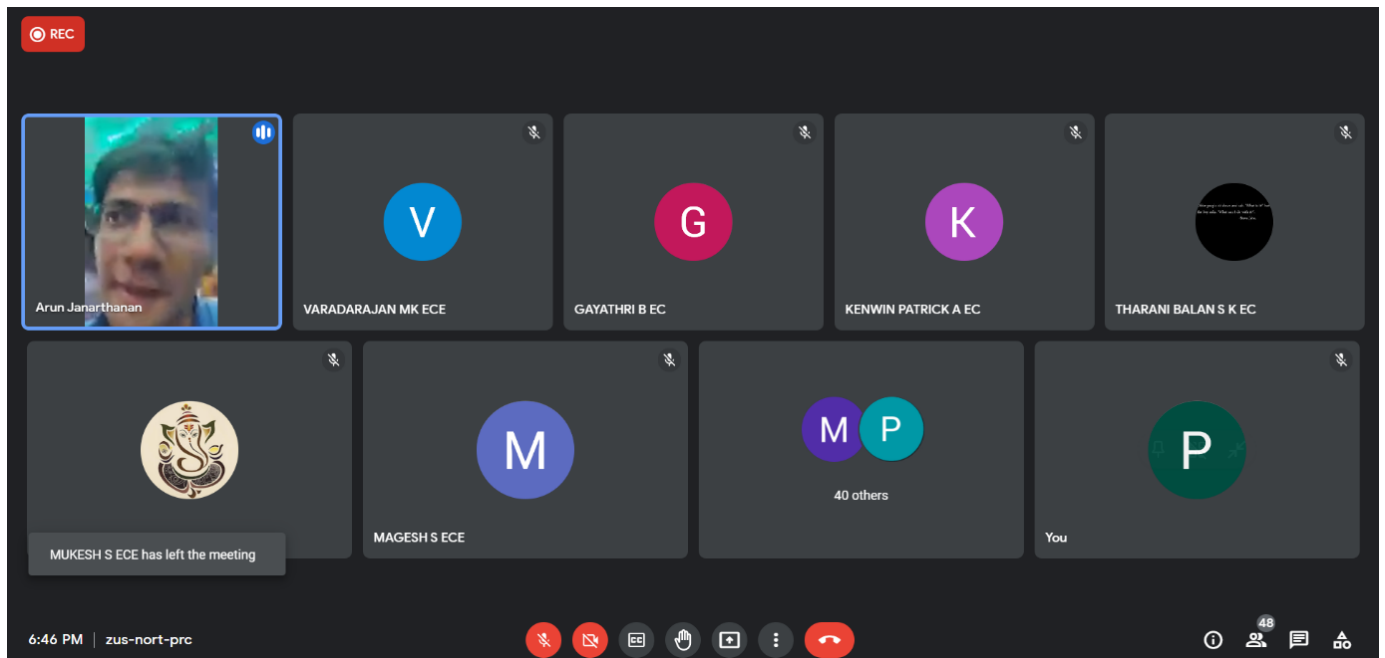 REC
Arun Janarthanan
V
VARADARAJAN MK ECE
G
GAYATHRI B EC
K
KENWIN PATRICK A EC
THARANI BALAN S K EC
MUKESH S ECE has left the meeting
M
MAGESH S ECE
M P
40 others
P
You
6:46 PM | zus-nort-prc
CC
48